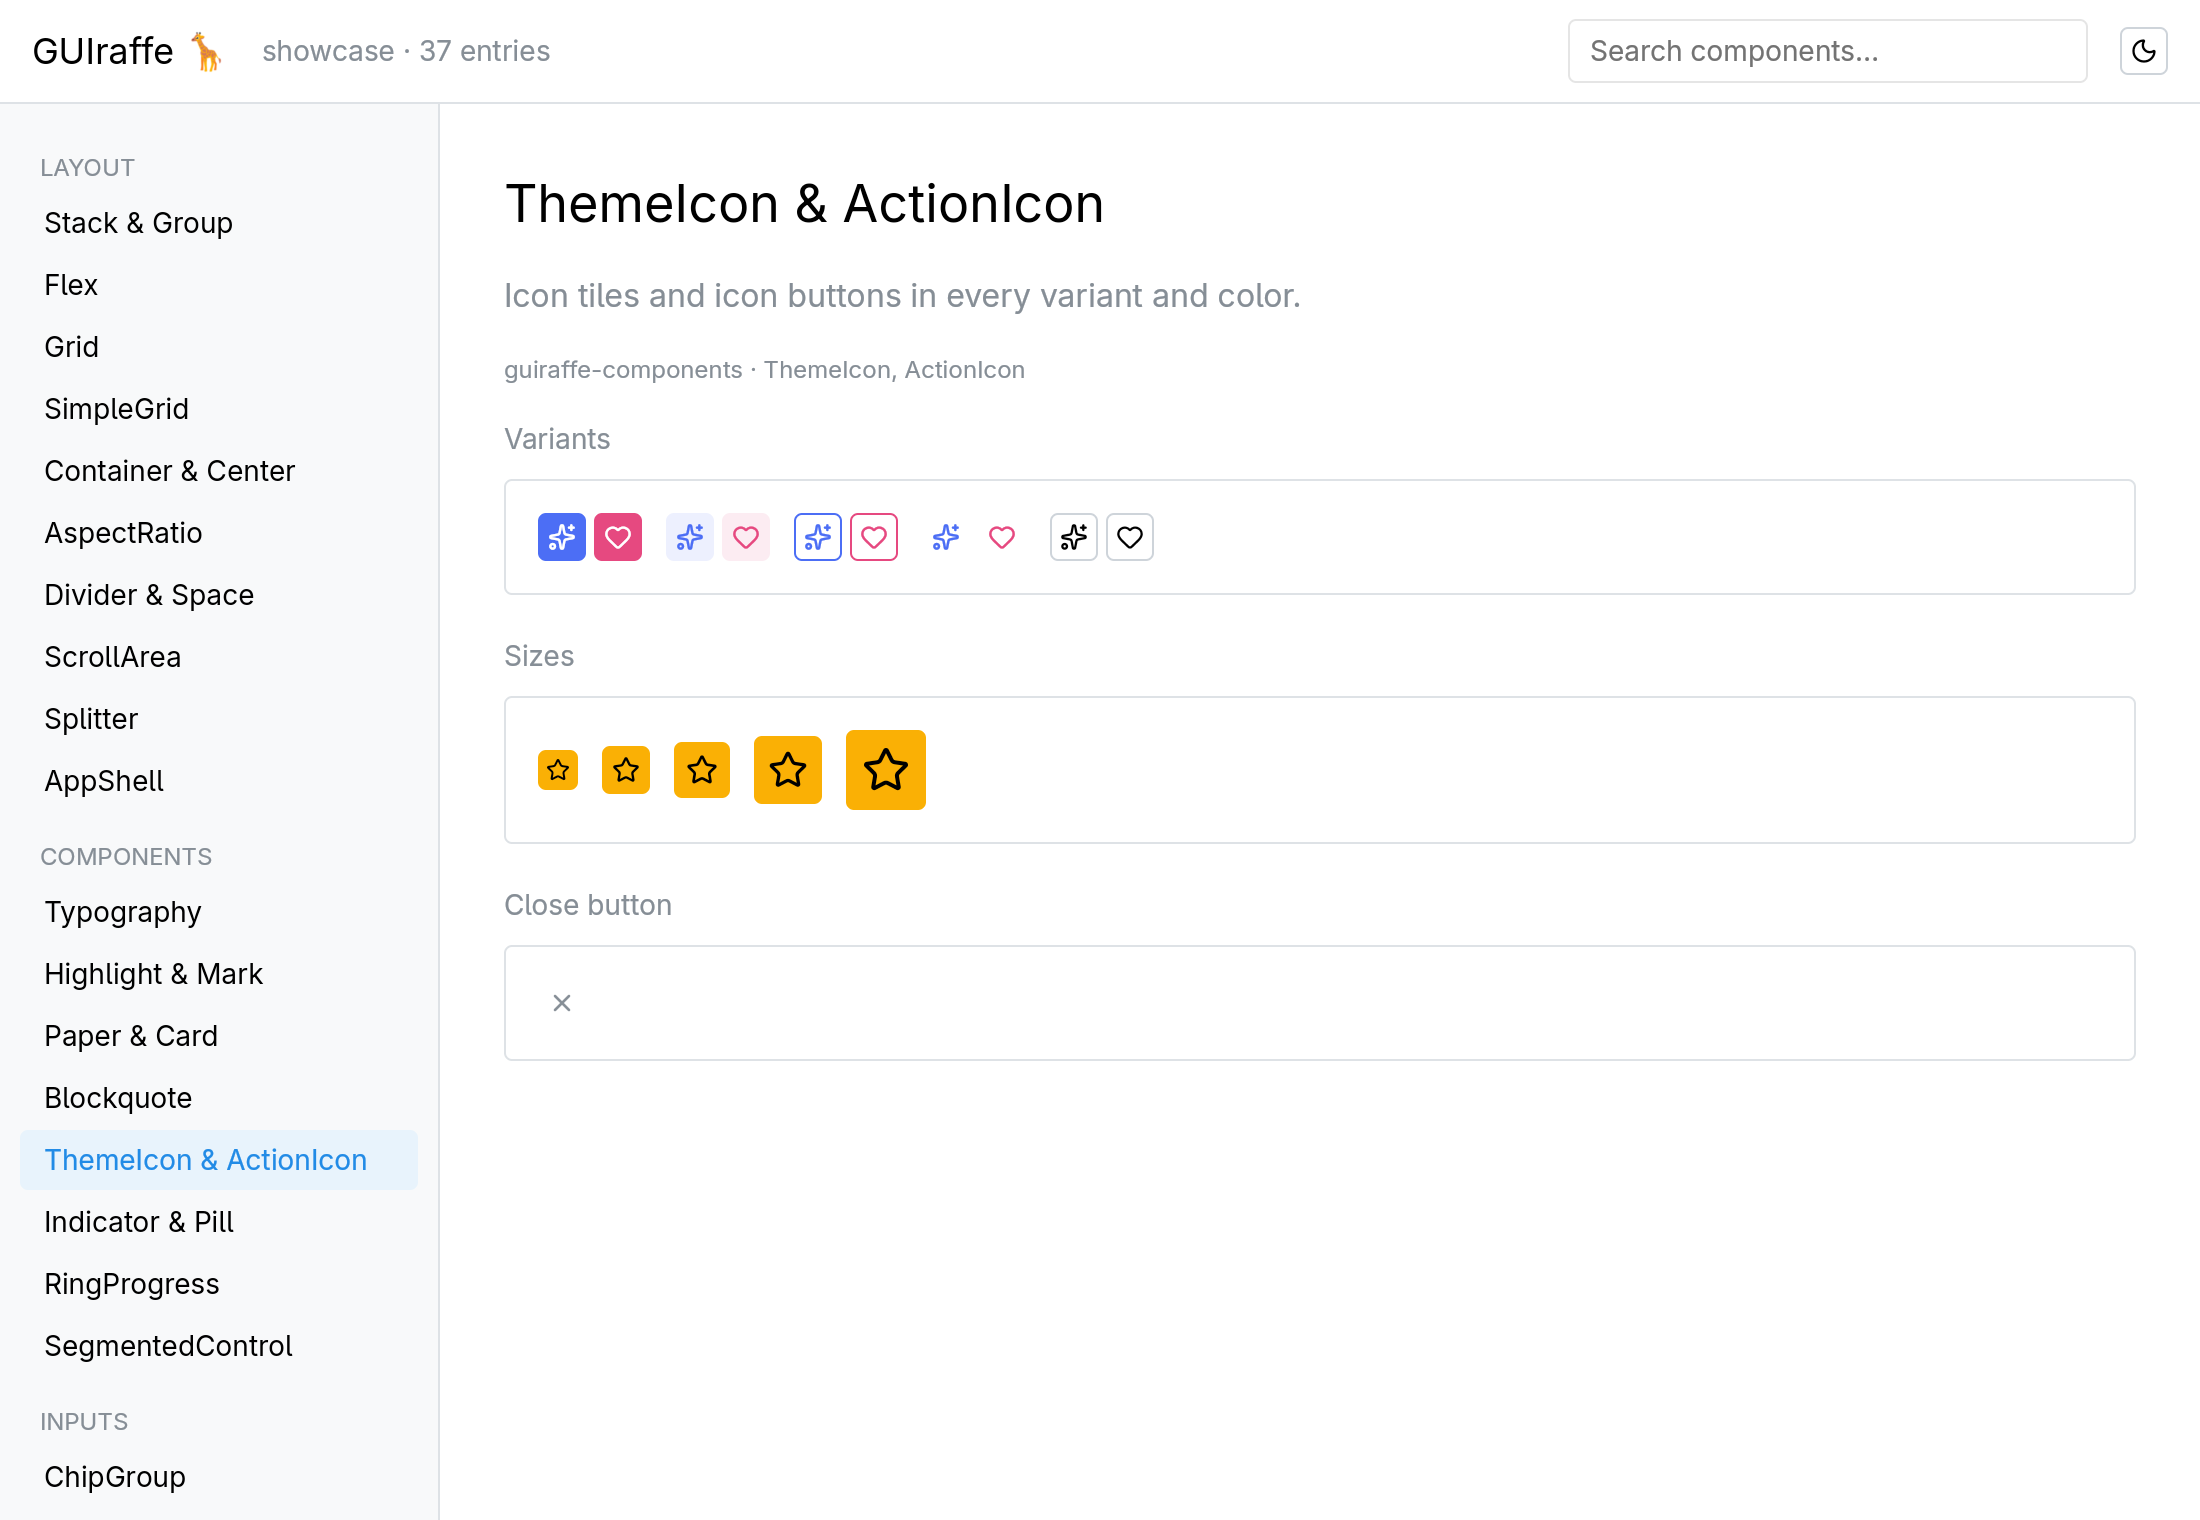 GUIraffe 🦒 showcase · 37 entries
Search components...
LAYOUT
Stack & Group
Flex
Grid
SimpleGrid
Container & Center
AspectRatio
Divider & Space
ScrollArea
Splitter
AppShell
COMPONENTS
Typography
Highlight & Mark
Paper & Card
Blockquote
ThemeIcon & ActionIcon
Indicator & Pill
RingProgress
SegmentedControl
INPUTS
ChipGroup
ThemeIcon & ActionIcon
Icon tiles and icon buttons in every variant and color.
guiraffe-components · ThemeIcon, ActionIcon
Variants
Sizes
Close button